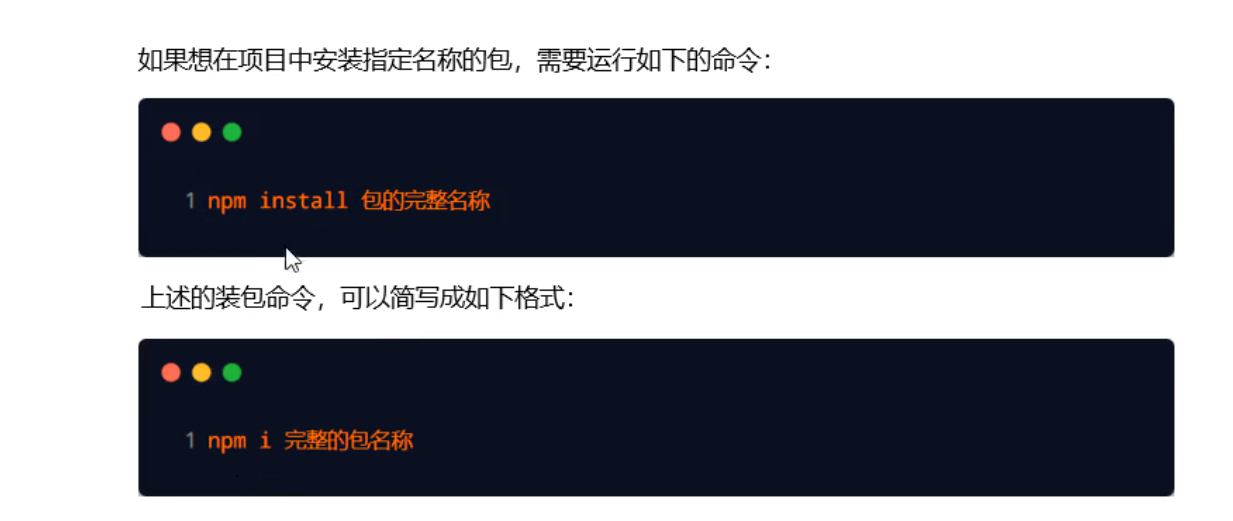 如果想在项目中安装指定名称的包，需要运行如下的命令：
1 npm install 包的完整名称
上述的装包命令，可以简写成如下格式：
1 npm i 完整的包名称